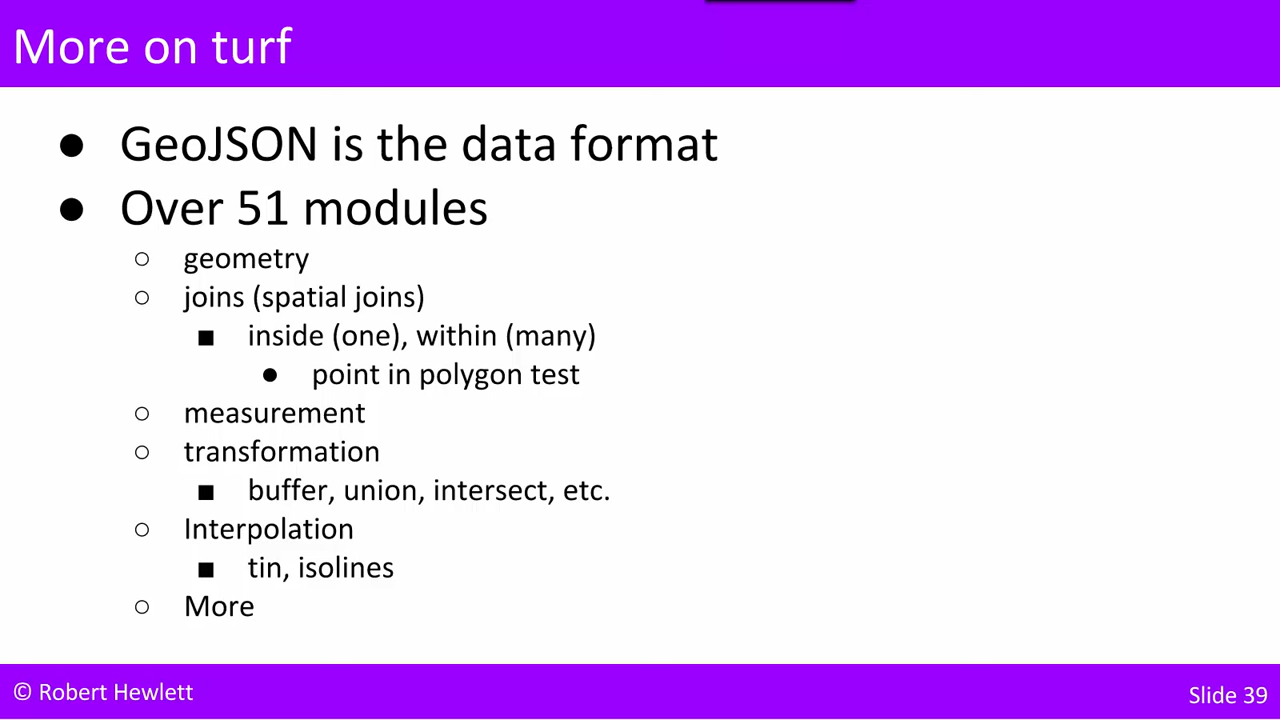 More on turf
● GeoJSON is the data format
● Over 51 modules
○ geometry
○ joins (spatial joins)
■ inside (one), within (many)
● point in polygon test
○ measurement
○ transformation
■ buffer, union, intersect, etc.
○ Interpolation
■ tin, isolines
○ More
© Robert Hewlett
Slide 39